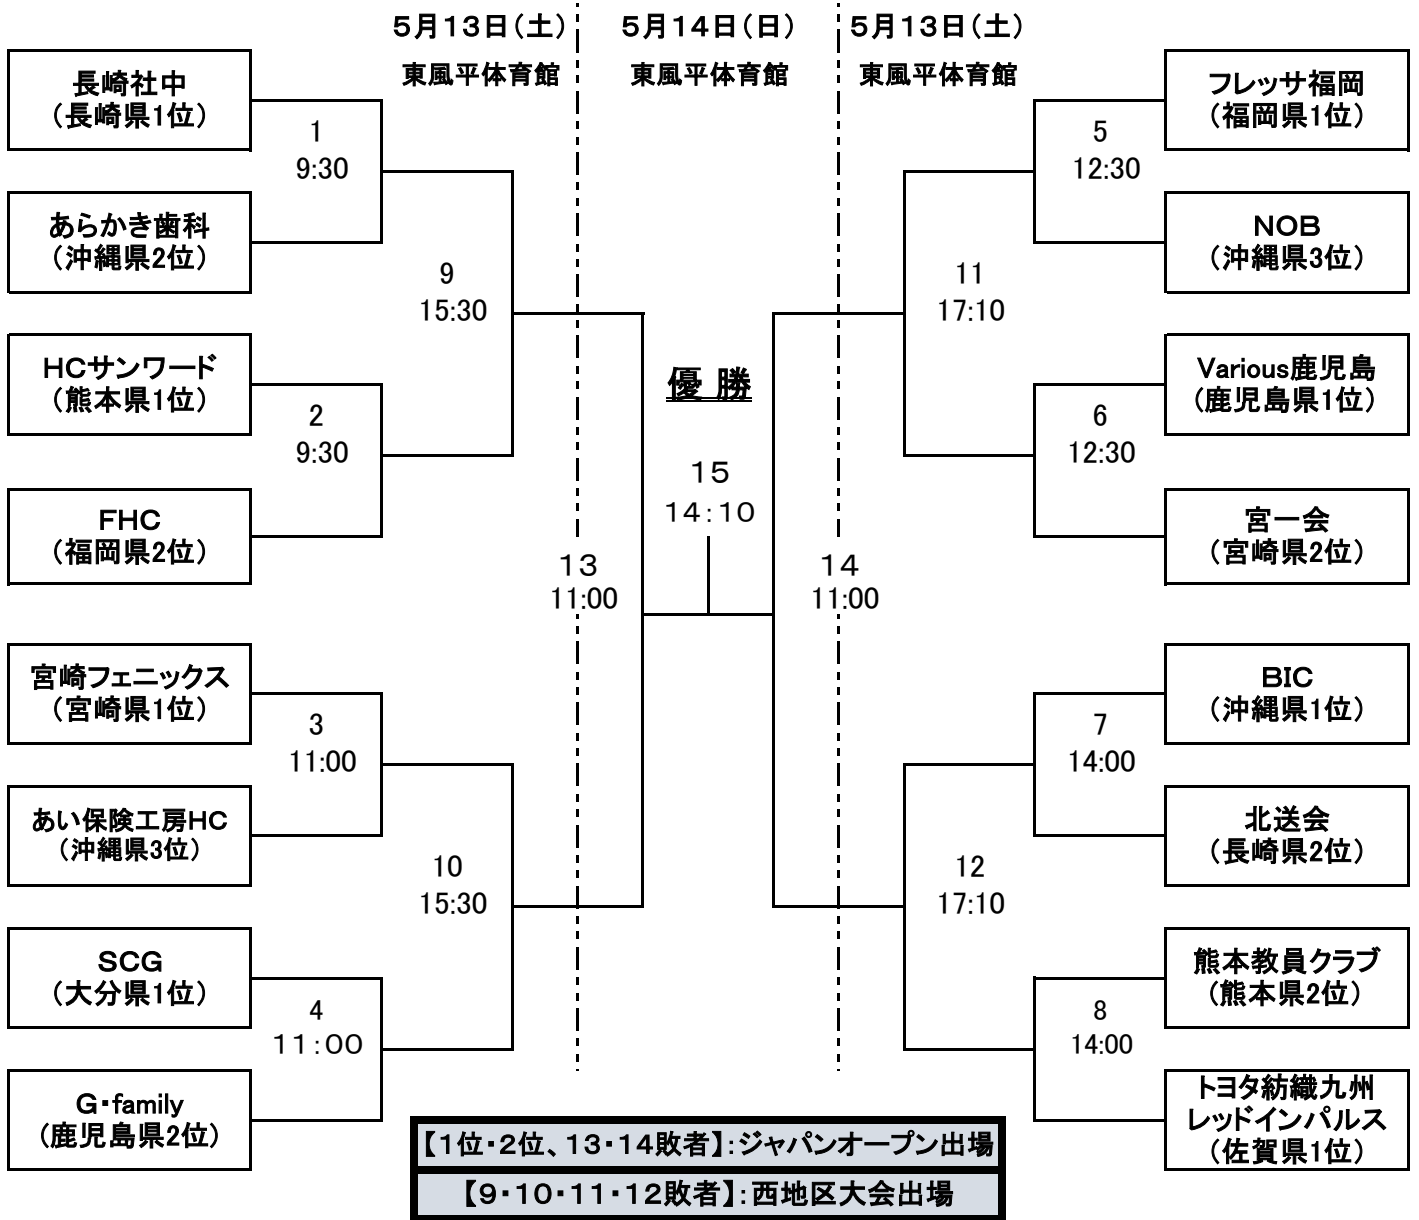 5月13日(土)
東風平体育館
5月14日(日)
東風平体育館
5月13日(土)
東風平体育館
長崎社中
(長崎県1位)
1
9:30
あらかき歯科
(沖縄県2位)
9
15:30
HCサンワード
(熊本県1位)
2
9:30
FHC
(福岡県2位)
13
11:00
宮崎フェニックス
(宮崎県1位)
3
11:00
あい保険工房HC
(沖縄県3位)
10
15:30
SCG
(大分県1位)
4
11:00
G・family
(鹿児島県2位)
優 勝
15
14:10
フレッサ福岡
(福岡県1位)
5
12:30
NOB
(沖縄県3位)
11
17:10
Various鹿児島
(鹿児島県1位)
6
12:30
宮一会
(宮崎県2位)
14
11:00
BIC
(沖縄県1位)
7
14:00
北送会
(長崎県2位)
12
17:10
熊本教員クラブ
(熊本県2位)
8
14:00
トヨタ紡織九州
レッドインパルス
(佐賀県1位)
【1位・2位、13・14敗者】:ジャパンオープン出場
【9・10・11・12敗者】:西地区大会出場